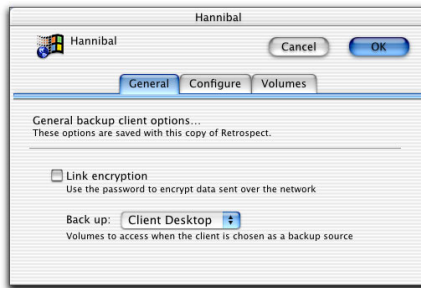 Hannibal
Hannibal
Cancel
OK
General
Configure
Volumes
General backup client options...
These options are saved with this copy of Retrospect.
Link encryption
Use the password to encrypt data sent over the network
Back up:
Client Desktop
Volumes to access when the client is chosen as a backup source